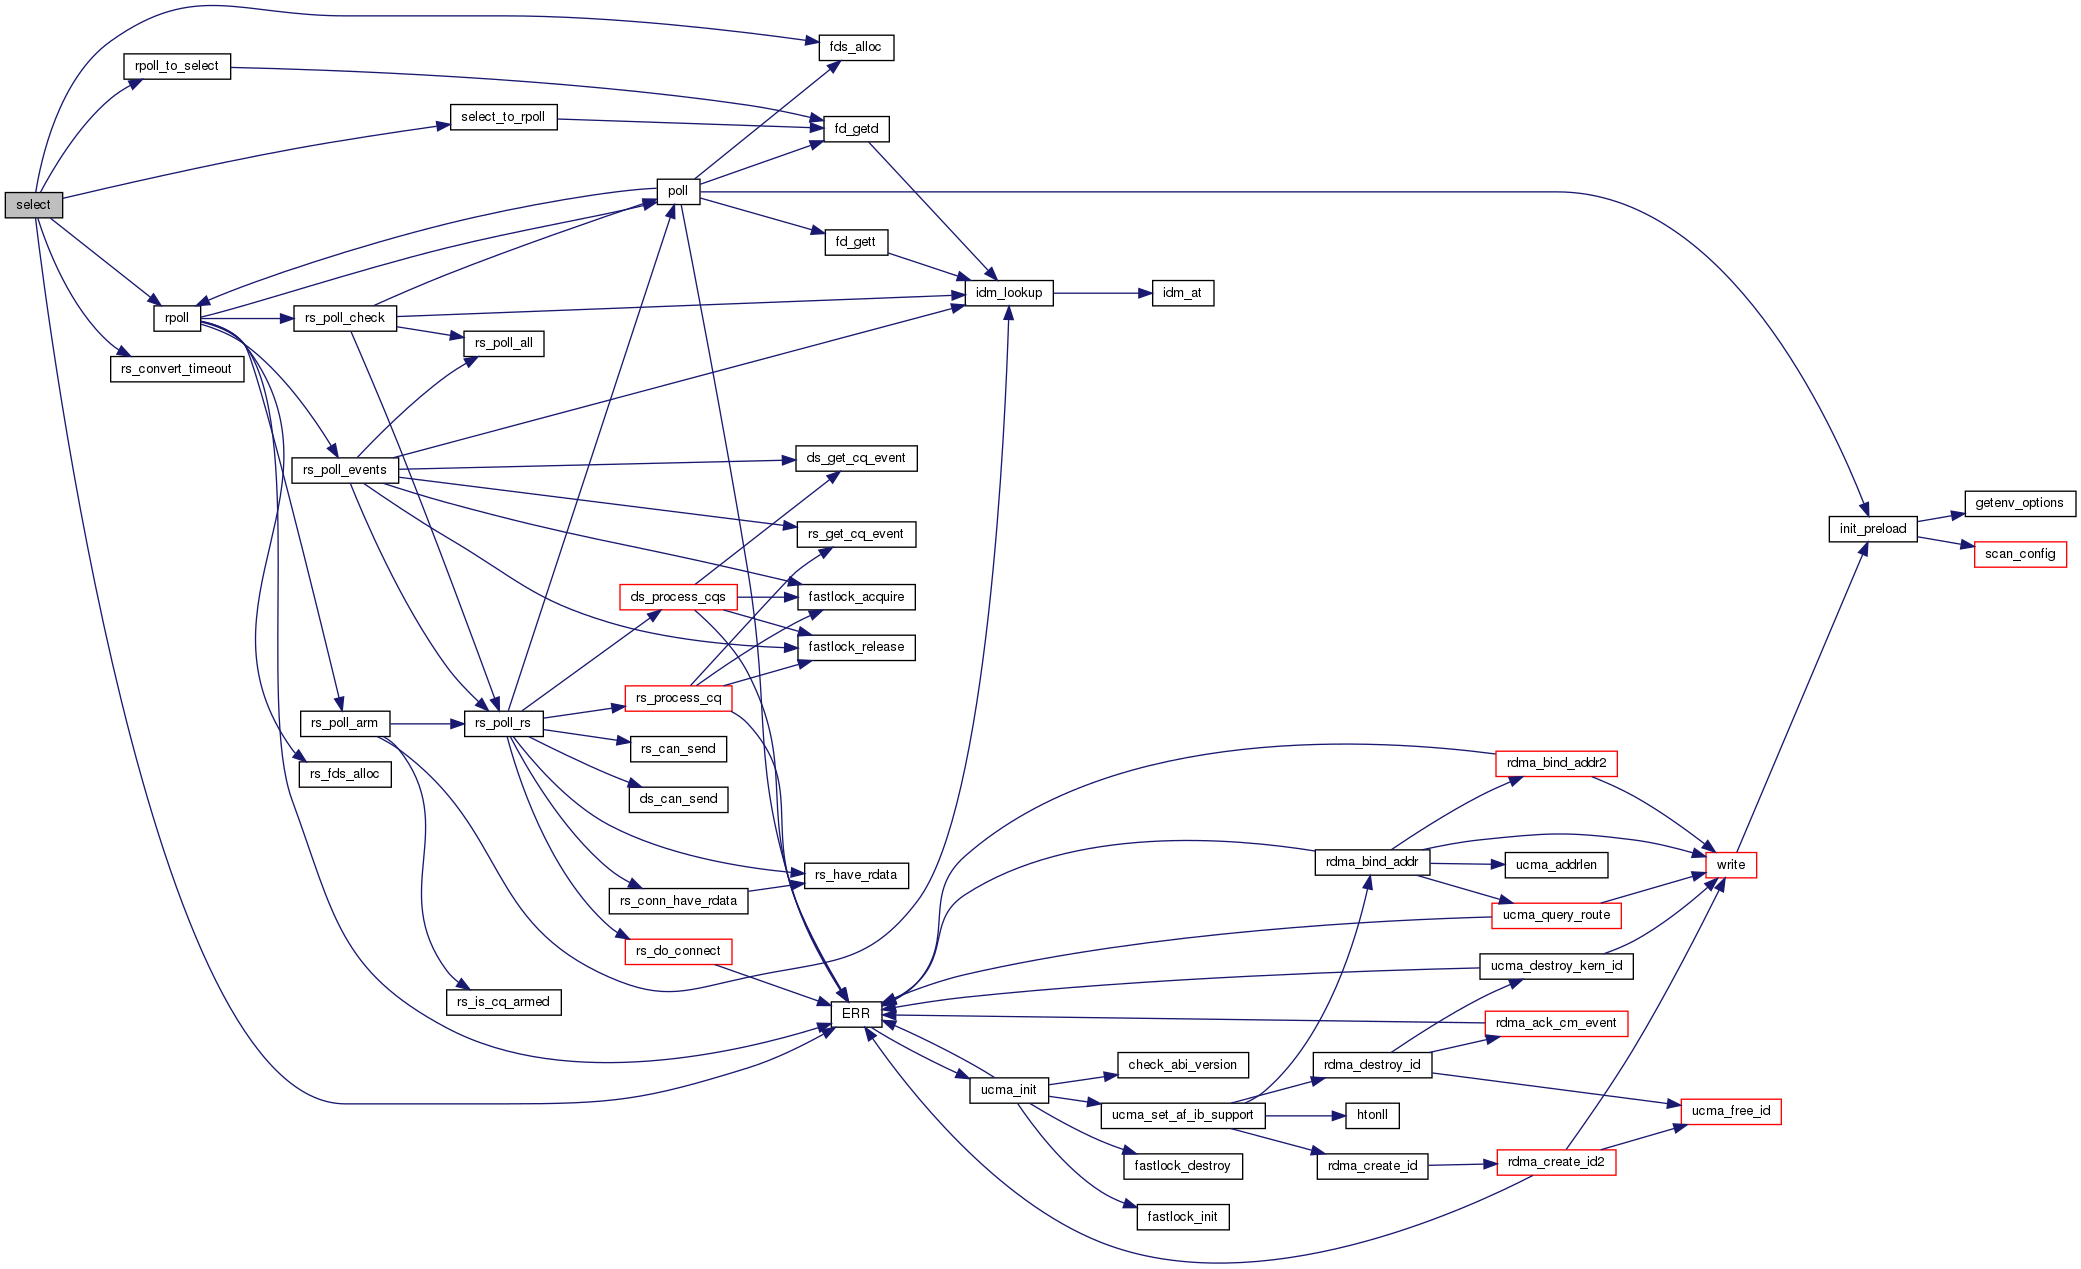 select
rpoll_to_select
select_to_rpoll
rpoll
rs_convert_timeout
rs_poll_check
rs_poll_all
rs_poll_events
rs_poll_arm
rs_fds_alloc
rs_poll_rs
rs_is_cq_armed
poll
ds_process_cqs
rs_process_cq
rs_can_send
ds_can_send
rs_conn_have_rdata
rs_do_connect
fds_alloc
fd_getd
fd_gett
ds_get_cq_event
rs_get_cq_event
fastlock_acquire
fastlock_release
rs_have_rdata
ERR
idm_lookup
idm_at
ucma_init
check_abi_version
ucma_set_af_ib_support
fastlock_destroy
fastlock_init
rdma_bind_addr
rdma_destroy_id
htonll
rdma_create_id
rdma_bind_addr2
ucma_addrlen
ucma_query_route
ucma_destroy_kern_id
rdma_ack_cm_event
rdma_create_id2
write
ucma_free_id
init_preload
getenv_options
scan_config